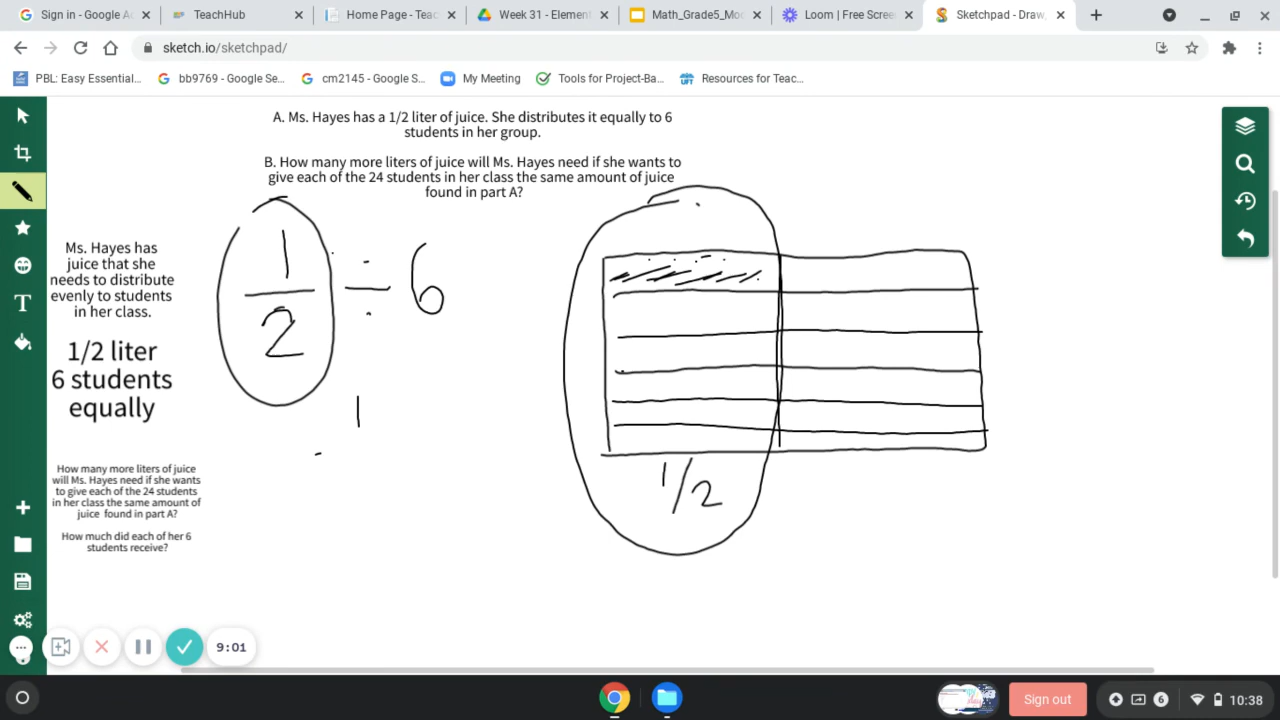 Sign in - Google Ac
TeachHub
Home Page - Teac
Week 31 - Elemen
Math_Grade5_Mod
Loom | Free Scree
Sketchpad - Draw,
sketch.io/sketchpad/
PBL: Easy Essential...
bb9769 - Google Se...
cm2145 - Google S...
My Meeting
Tools for Project-Ba...
Resources for Teac...
A. Ms. Hayes has a 1/2 liter of juice. She distributes it equally to 6
students in her group.
B. How many more liters of juice will Ms. Hayes need if she wants to
give each of the 24 students in her class the same amount of juice
found in part A?
Ms. Hayes has
juice that she
needs to distribute
evenly to students
in her class.
1/2 liter
6 students
equally
How many more liters of juice
will Ms. Hayes need if she wants
to give each of the 24 students
in her class the same amount of
juice found in part A?
How much did each of her 6
students receive?
1
2
÷ 6
1
1/2
T
9:01
Sign out
6
10:38